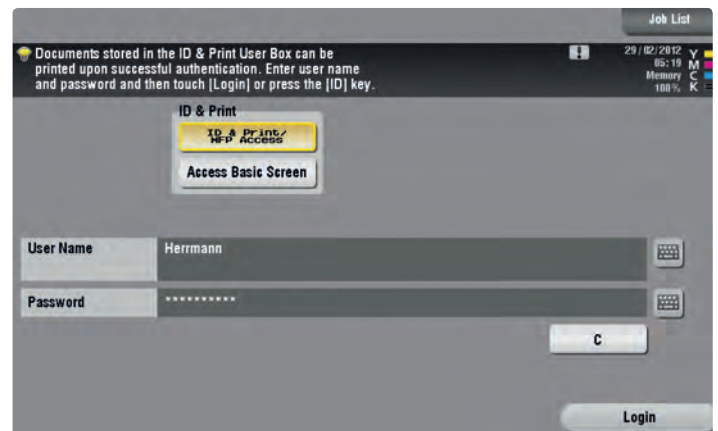 Job List
Documents stored in the ID & Print User Box can be
printed upon successful authentication. Enter user name
and password and then touch [Login] or press the [ID] key.
29/02/2012
05:19
Memory
100%
Y
M
C
K
ID & Print
ID & Print/
MFP Access
Access Basic Screen
User Name
Herrmann
Password
**********
C
Login